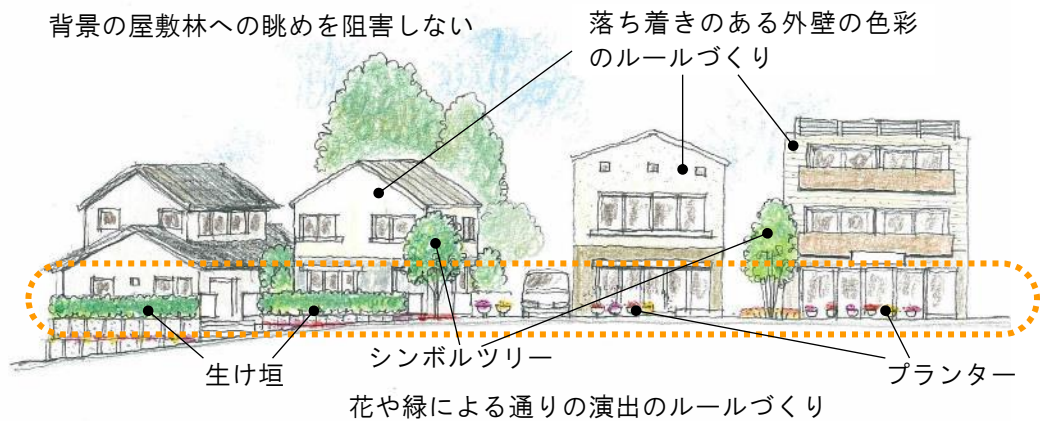 背景の屋敷林への眺めを阻害しない
落ち着きのある外壁の色彩
のルールづくり
生け垣
シンボルツリー
プランター
花や緑による通りの演出のルールづくり